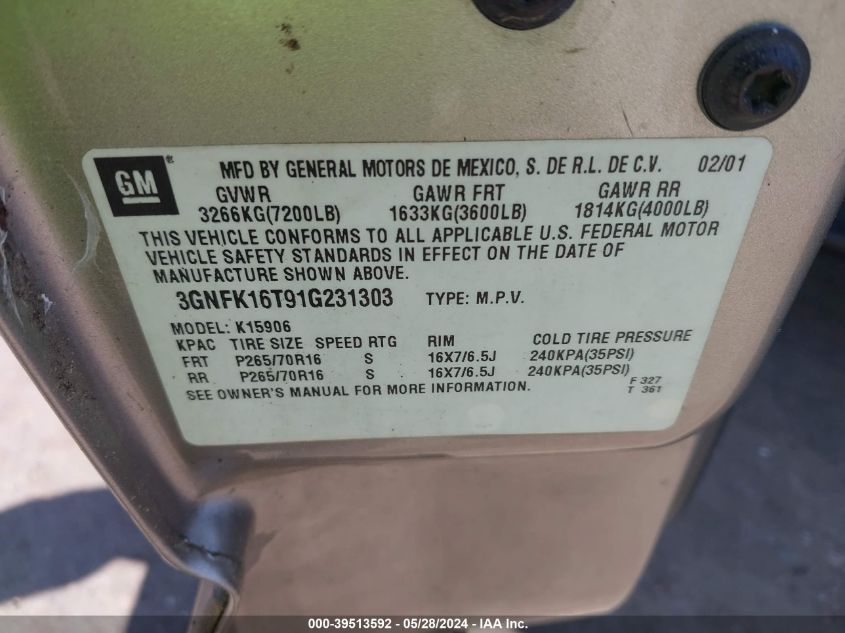 GM ® MFD BY GENERAL MOTORS DE MEXICO, S. DE R.L. DE C.V. 02/01
GVWR GAWR FRT GAWR RR
3266KG(7200LB) 1633KG(3600LB) 1814KG(4000LB)
THIS VEHICLE CONFORMS TO ALL APPLICABLE U.S. FEDERAL MOTOR
VEHICLE SAFETY STANDARDS IN EFFECT ON THE DATE OF
MANUFACTURE SHOWN ABOVE.
3GNFK16T91G231303 TYPE: M.P.V.
MODEL: K15906
KPAC TIRE SIZE SPEED RTG RIM COLD TIRE PRESSURE
FRT P265/70R16 S 16X7/6.5J 240KPA(35PSI)
RR P265/70R16 S 16X7/6.5J 240KPA(35PSI)
SEE OWNER'S MANUAL FOR MORE INFORMATION. F 327
T 361
000-39513592 / 05/28/2024 - IAA Inc.